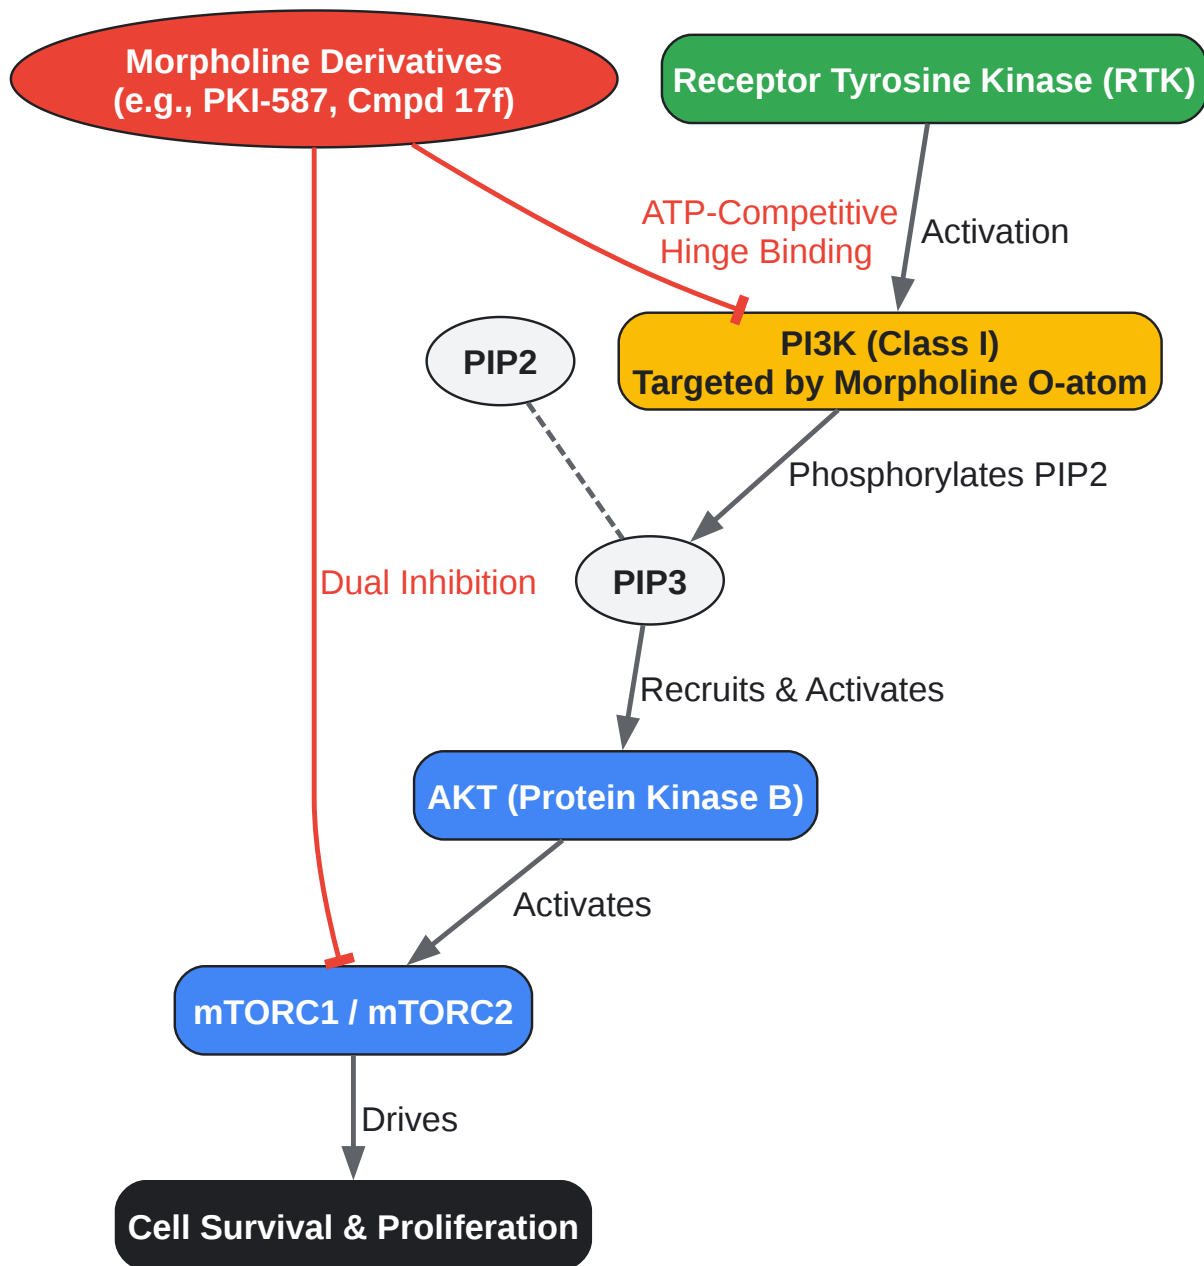 Morpholine Derivatives
(e.g., PKI-587, Cmpd 17f)
Receptor Tyrosine Kinase (RTK)
ATP-Competitive
Hinge Binding
Activation
PI3K (Class I)
Targeted by Morpholine O-atom
PIP2
Phosphorylates PIP2
Dual Inhibition
PIP3
Recruits & Activates
AKT (Protein Kinase B)
Activates
mTORC1 / mTORC2
Drives
Cell Survival & Proliferation